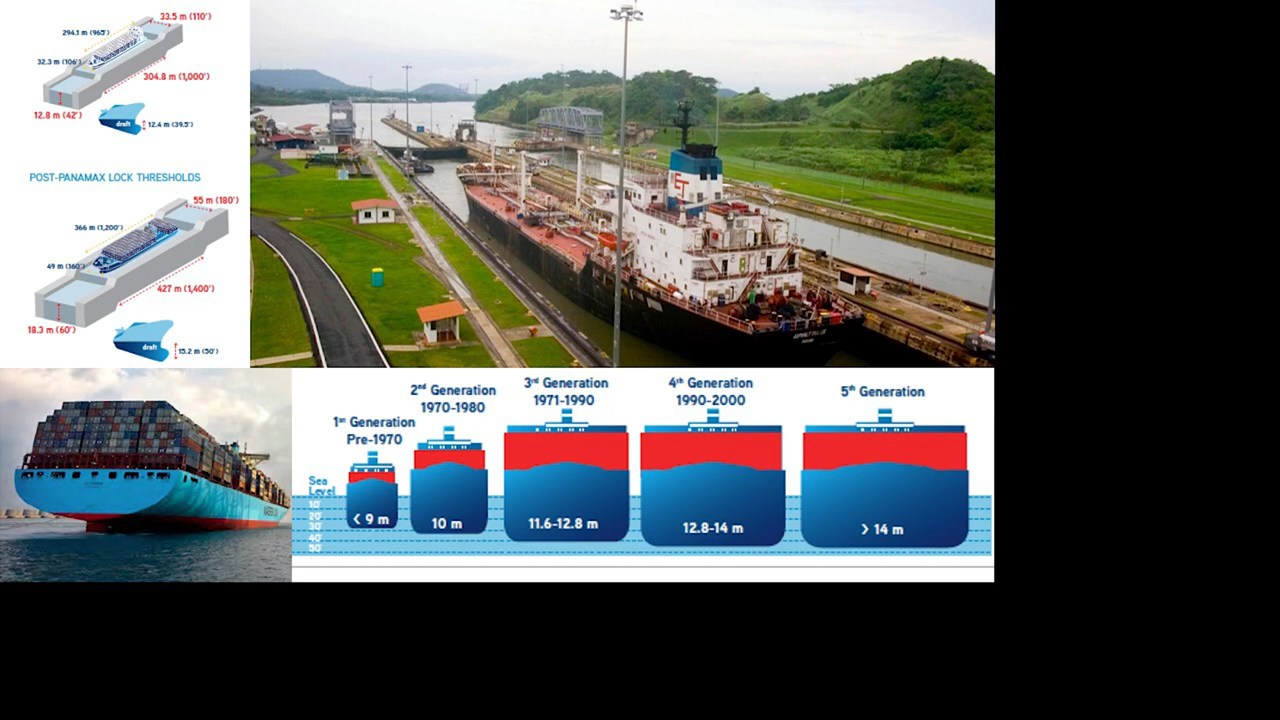 33.5 m (110')
294.1 m (965')
32.3 m (106')
304.8 m (1,000')
12.8 m (42')
draft
12.4 m (39.5')
POST-PANAMAX LOCK THRESHOLDS
55 m (180')
366 m (1,200')
49 m (160')
427 m (1,400')
18.3 m (60')
draft
15.2 m (50')
1st Generation
Pre-1970
2nd Generation
1970-1980
3rd Generation
1971-1990
4th Generation
1990-2000
5th Generation
Sea
Level
10'
20'
30'
40'
50'
< 9 m
10 m
11.6-12.8 m
12.8-14 m
> 14 m